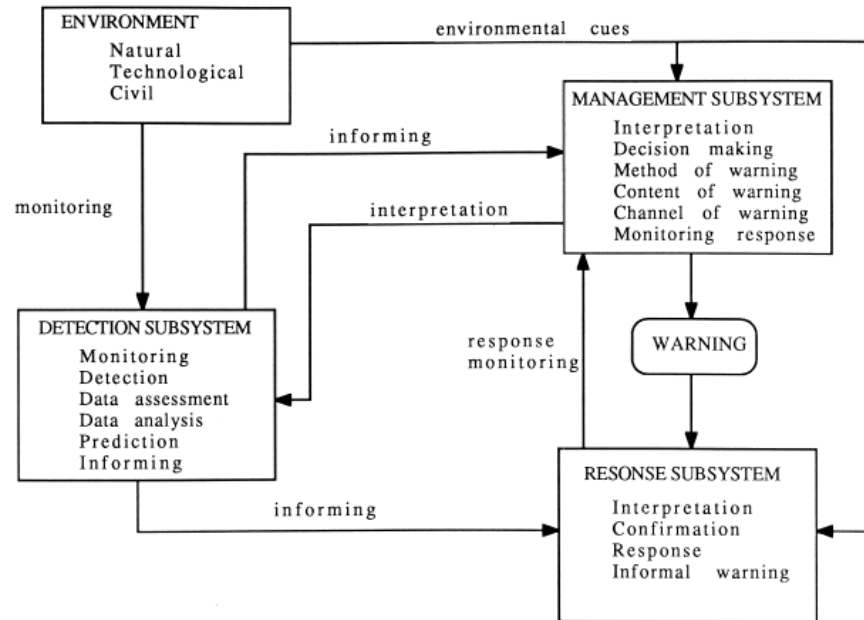 ENVIRONMENT
Natural
Technological
Civil
environmental cues
MANAGEMENT SUBSYSTEM
Interpretation
Decision making
Method of warning
Content of warning
Channel of warning
Monitoring response
informing
monitoring
interpretation
DETECTION SUBSYSTEM
Monitoring
Detection
Data assessment
Data analysis
Prediction
Informing
response
monitoring
WARNING
informing
RESONSE SUBSYSTEM
Interpretation
Confirmation
Response
Informal warning